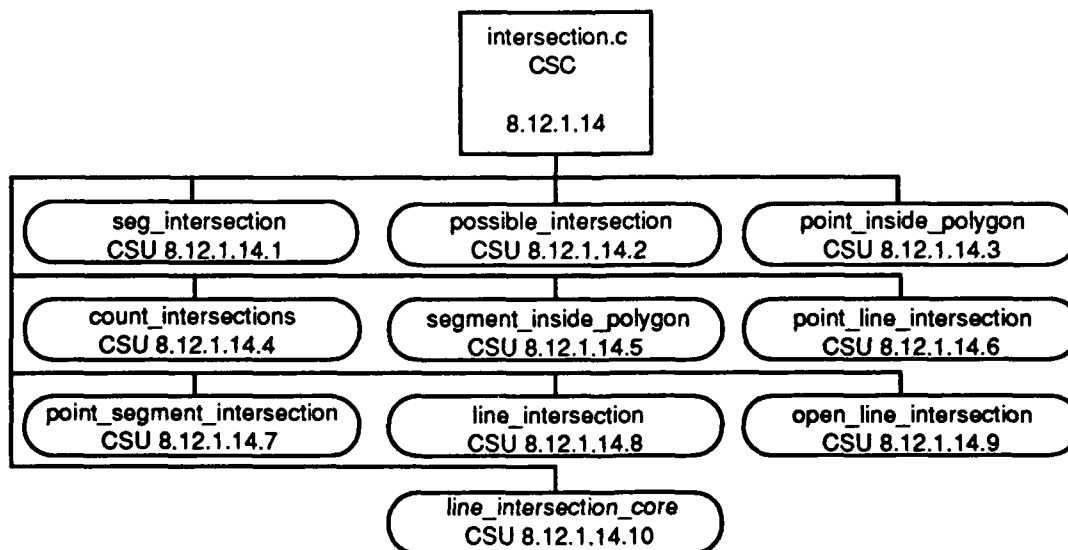 intersection.c
CSC
8.12.1.14
seg_intersection
CSU 8.12.1.14.1
possible_intersection
CSU 8.12.1.14.2
point_inside_polygon
CSU 8.12.1.14.3
count_intersections
CSU 8.12.1.14.4
segment_inside_polygon
CSU 8.12.1.14.5
point_line_intersection
CSU 8.12.1.14.6
point_segment_intersection
CSU 8.12.1.14.7
line_intersection
CSU 8.12.1.14.8
open_line_intersection
CSU 8.12.1.14.9
line_intersection_core
CSU 8.12.1.14.10